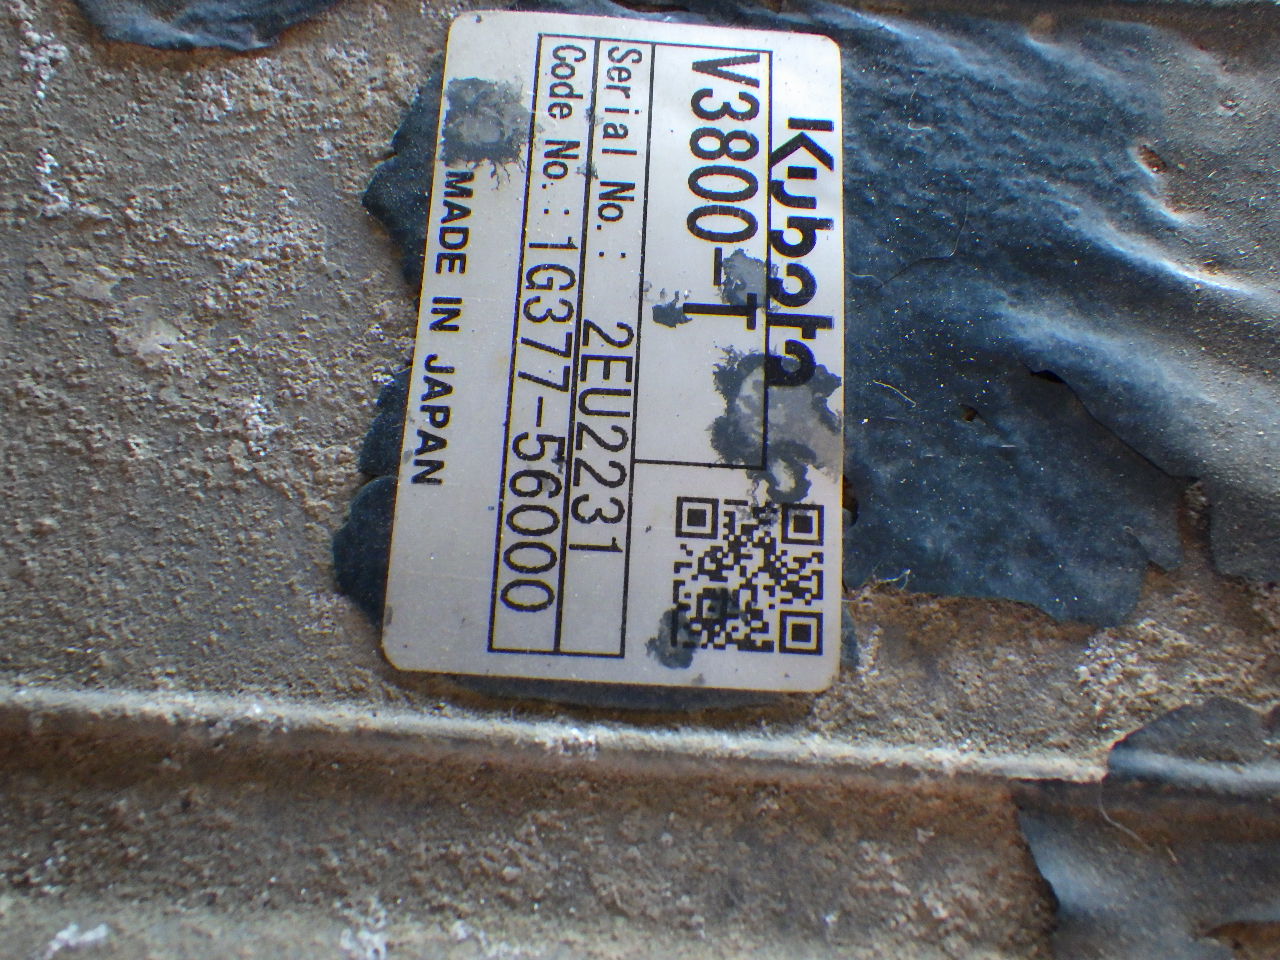 Kubota
V3800-T
Serial No.: 2EU2231
Code No.: 1G377-56000
MADE IN JAPAN